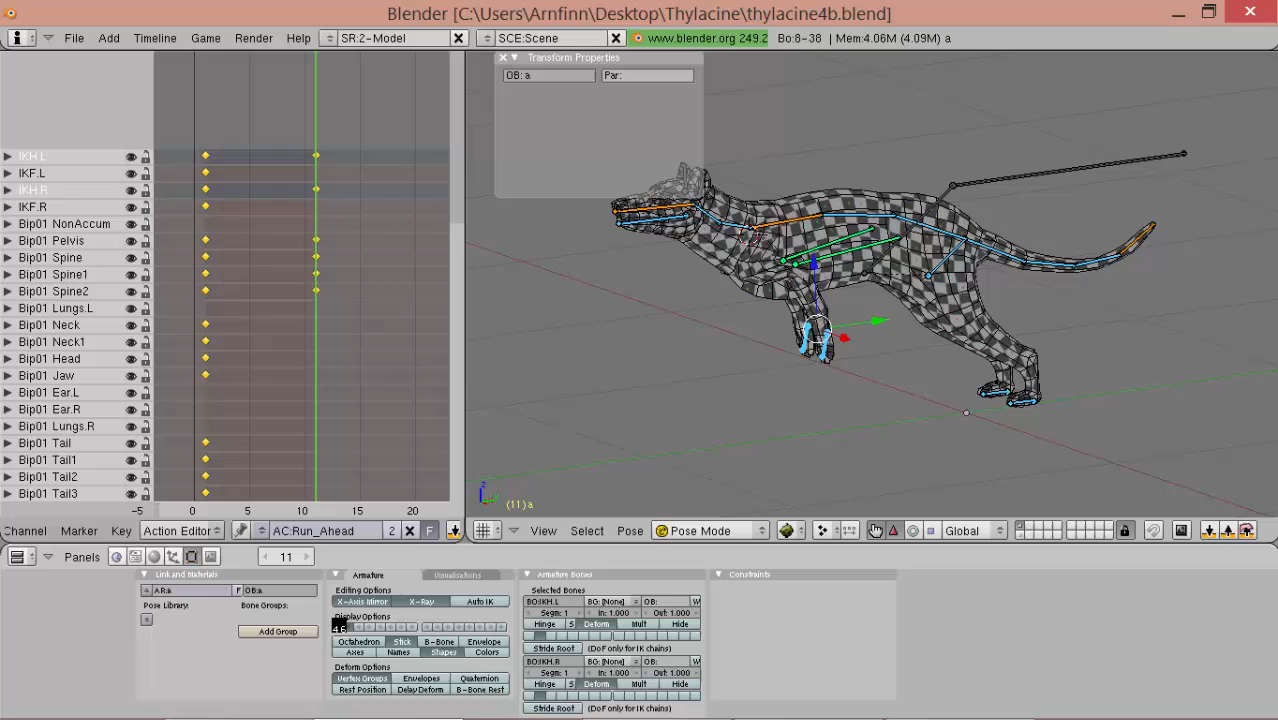 Blender [C:\Users\Arnfinn\Desktop\Thylacine\thylacine4b.blend]
File Add Timeline Game Render Help SR:2-Model SCE:Scene www.blender.org 249.2 Bo:8-38 | Mem:4.06M (4.09M) a
Transform Properties
OB: a Par:
IKH.L
IKF.L
IKH.R
IKF.R
Bip01 NonAccum
Bip01 Pelvis
Bip01 Spine
Bip01 Spine1
Bip01 Spine2
Bip01 Lungs.L
Bip01 Neck
Bip01 Neck1
Bip01 Head
Bip01 Jaw
Bip01 Ear.L
Bip01 Ear.R
Bip01 Lungs.R
Bip01 Tail
Bip01 Tail1
Bip01 Tail2
Bip01 Tail3
-5 0 5 10 15 20
z
y
(11)a
Channel Marker Key Action Editor AC:Run_Ahead 2 F
View Select Pose Pose Mode Global
Panels 11
Link and Materials
AR:a F OB:a
Pose Library: Bone Groups:
Add Group
Armature Visualisations
Editing Options
X-Axis Mirror X-Ray Auto IK
Display Options
Octahedron Stick B-Bone Envelope
Axes Names Shapes Colors
Deform Options
Vertex Groups Envelopes Quaternion
Rest Position Delay Deform B-Bone Rest
Armature Bones
Selected Bones
BO:IKH.L BG: [None] OB: W
Segm: 1 In: 1.000 Out: 1.000
Hinge S Deform Mult Hide
Stride Root (DoF only for IK chains)
BO:IKH.R BG: [None] OB: W
Segm: 1 In: 1.000 Out: 1.000
Hinge S Deform Mult Hide
Stride Root (DoF only for IK chains)
Constraints